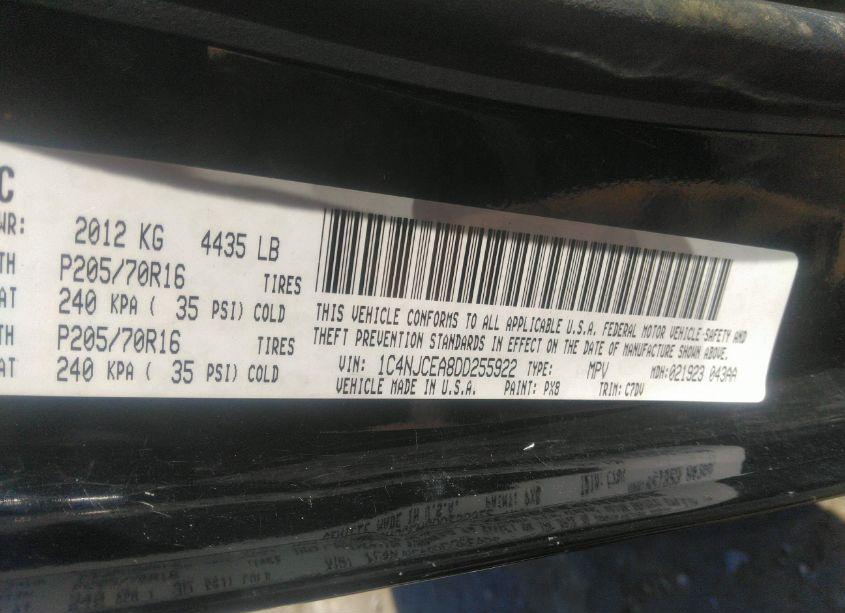 C
WR: 2012 KG 4435 LB
TH P205/70R16 TIRES
AT 240 KPA ( 35 PSI) COLD
P205/70R16 TIRES
AT 240 KPA ( 35 PSI) COLD
THIS VEHICLE CONFORMS TO ALL APPLICABLE U.S.A. FEDERAL MOTOR VEHICLE-SAFETY AND
THEFT PREVENTION STANDARDS IN EFFECT ON THE DATE OF MANUFACTURE SHOWN ABOVE.
VIN: 1C4NJCEA8DD255922 TYPE: MPV MDH:021923 043AA
VEHICLE MADE IN U.S.A. PAINT: PX8 TRIM: C7DV